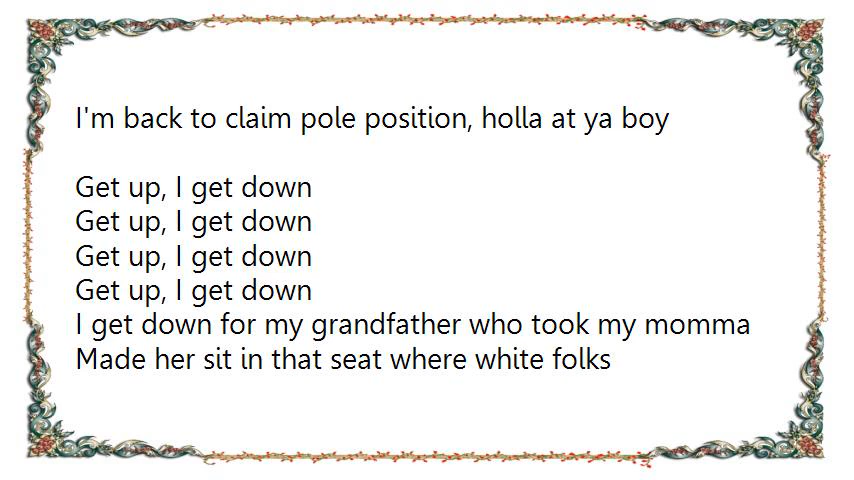 I'm back to claim pole position, holla at ya boy
Get up, I get down
Get up, I get down
Get up, I get down
Get up, I get down
I get down for my grandfather who took my momma
Made her sit in that seat where white folks